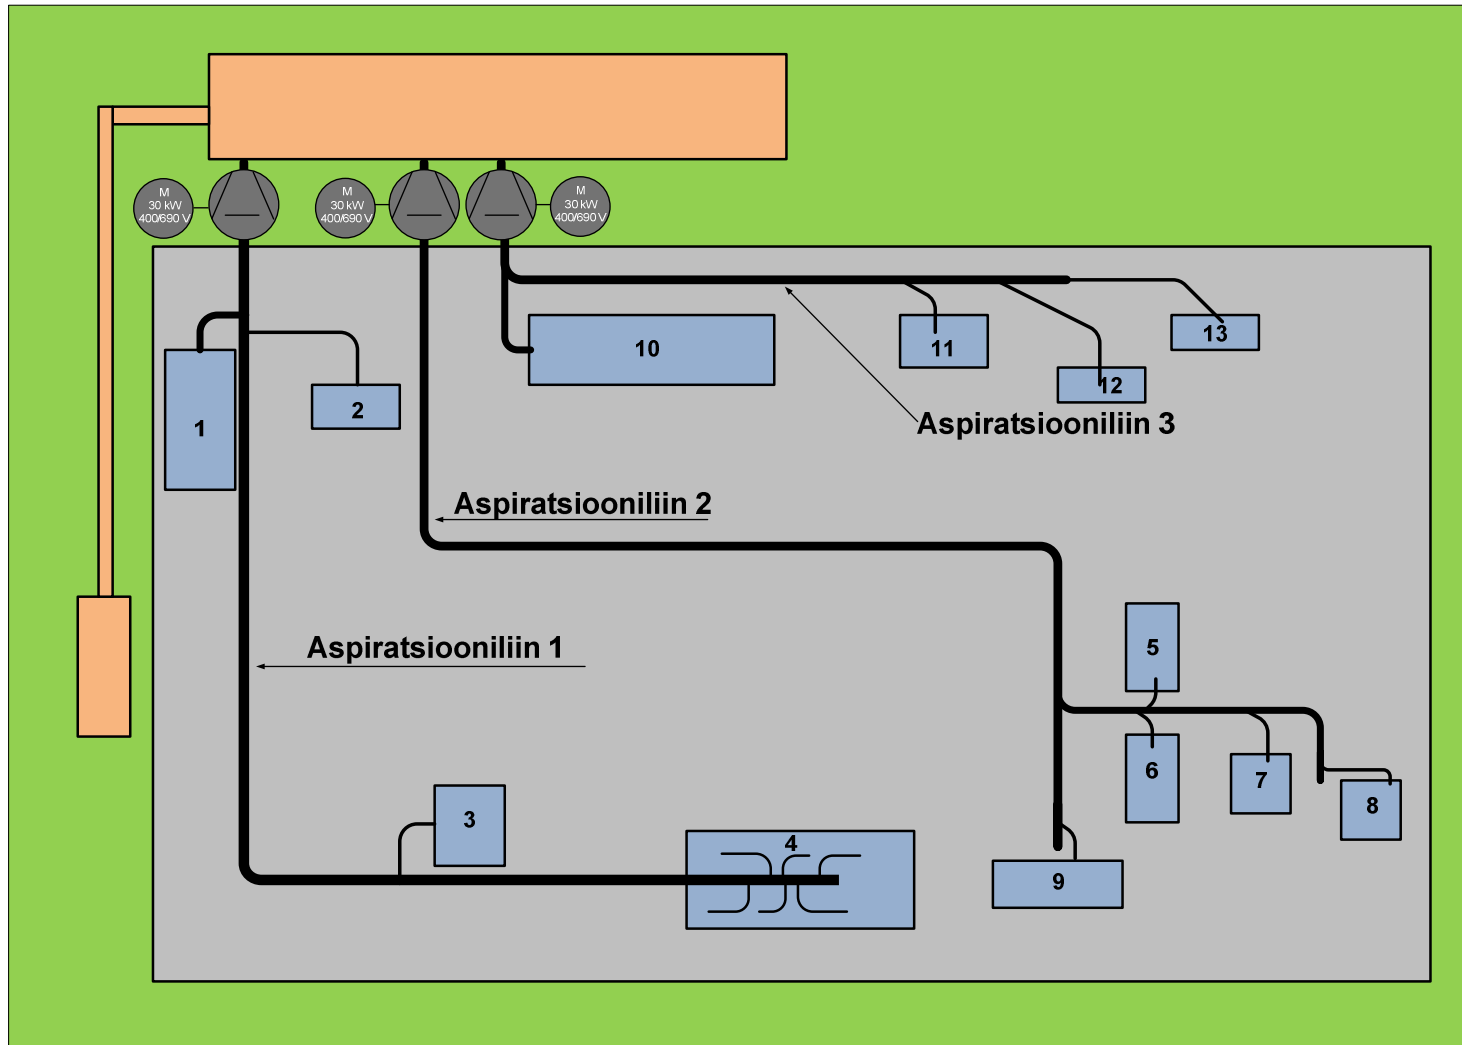 M
30 kW
400/690 V
M
30 kW
400/690 V
M
30 kW
400/690 V
10
11
13
12
1
2
Aspiratsiooniliin 3
Aspiratsiooniliin 2
Aspiratsiooniliin 1
5
6
7
8
3
4
9